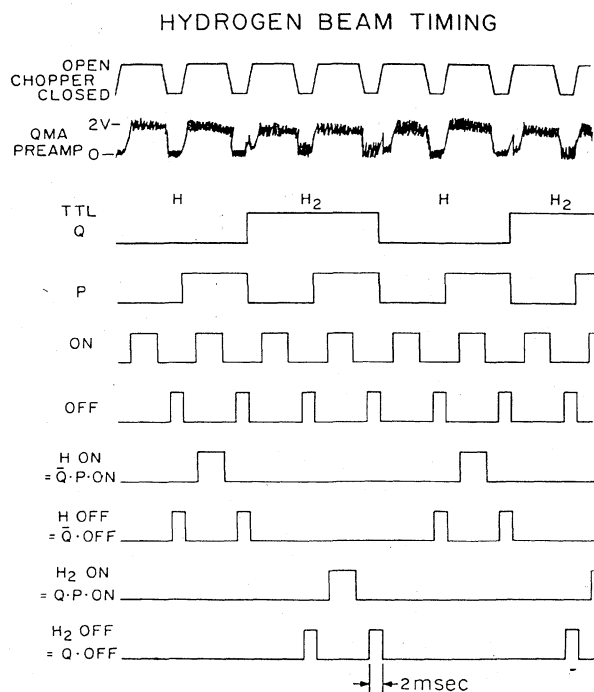 HYDROGEN BEAM TIMING
OPEN
CHOPPER
CLOSED
2V
QMA
PREAMP
0
H H₂ H H₂
TTL
Q
P
ON
OFF
H ON
= Q̄·P·ON
H OFF
= Q̄·OFF
H₂ ON
= Q·P·ON
H₂ OFF
= Q·OFF
2msec